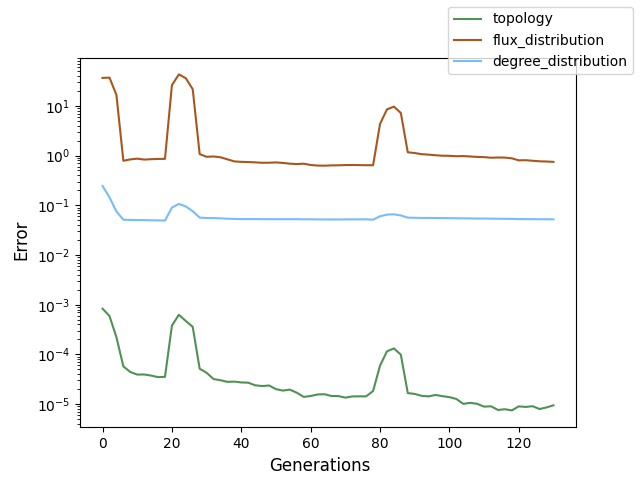 topology
flux_distribution
degree_distribution
10¹
10⁰
10⁻¹
10⁻²
10⁻³
10⁻⁴
10⁻⁵
Error
0 20 40 60 80 100 120
Generations